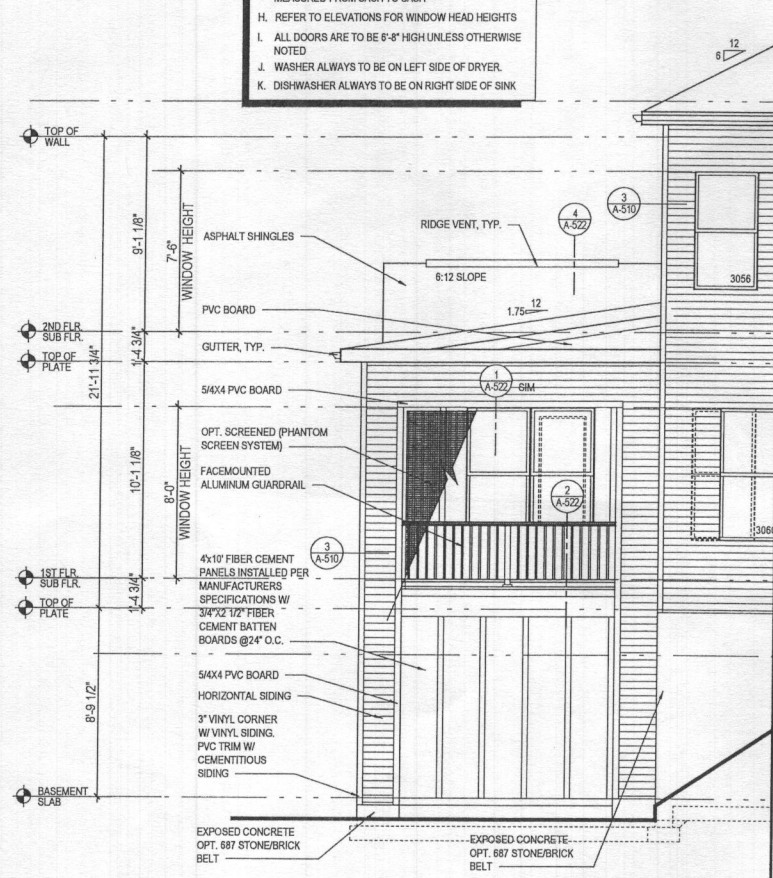 H. REFER TO ELEVATIONS FOR WINDOW HEAD HEIGHTS
I. ALL DOORS ARE TO BE 6'-8" HIGH UNLESS OTHERWISE
NOTED
J. WASHER ALWAYS TO BE ON LEFT SIDE OF DRYER.
K. DISHWASHER ALWAYS TO BE ON RIGHT SIDE OF SINK
12
6
TOP OF
WALL
9'-1 1/8"
7'-6"
WINDOW HEIGHT
ASPHALT SHINGLES
RIDGE VENT, TYP.
4
A-522
3
A-510
6:12 SLOPE
3056
12
1.75
PVC BOARD
2ND FLR.
SUB FLR.
1'-4 3/4"
GUTTER, TYP.
TOP OF
PLATE
21'-11 3/4"
1
A-522
SIM
5/4X4 PVC BOARD
OPT. SCREENED (PHANTOM
SCREEN SYSTEM)
10'-1 1/8"
8'-0"
WINDOW HEIGHT
FACEMOUNTED
ALUMINUM GUARDRAIL
2
A-522
3060
3
A-510
4'x10' FIBER CEMENT
PANELS INSTALLED PER
MANUFACTURERS
SPECIFICATIONS W/
3/4"X2 1/2" FIBER
CEMENT BATTEN
BOARDS @24" O.C.
1ST FLR.
SUB FLR.
1'-4 3/4"
TOP OF
PLATE
8'-9 1/2"
5/4X4 PVC BOARD
HORIZONTAL SIDING
3" VINYL CORNER
W/ VINYL SIDING.
PVC TRIM W/
CEMENTITIOUS
SIDING
BASEMENT
SLAB
EXPOSED CONCRETE
OPT. 687 STONE/BRICK
BELT
EXPOSED CONCRETE
OPT. 687 STONE/BRICK
BELT